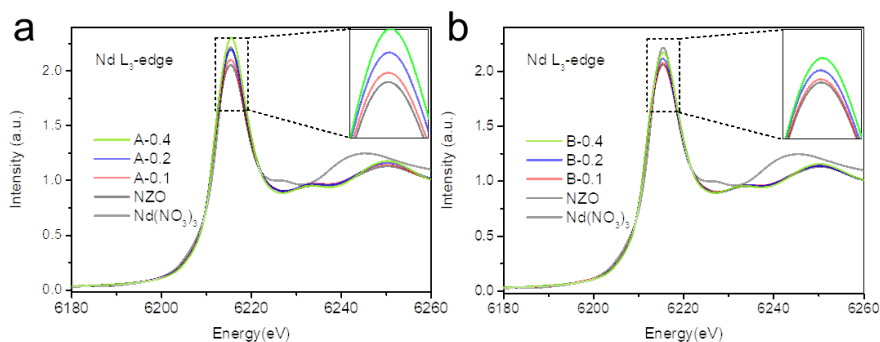 a
Nd L3-edge
A-0.4
A-0.2
A-0.1
NZO
Nd(NO3)3
Intensity (a.u.)
2.0
1.5
1.0
0.5
0.0
6180 6200 6220 6240 6260
Energy(eV)
b
Nd L3-edge
B-0.4
B-0.2
B-0.1
NZO
Nd(NO3)3
Intensity (a.u.)
2.0
1.5
1.0
0.5
0.0
6180 6200 6220 6240 6260
Energy(eV)